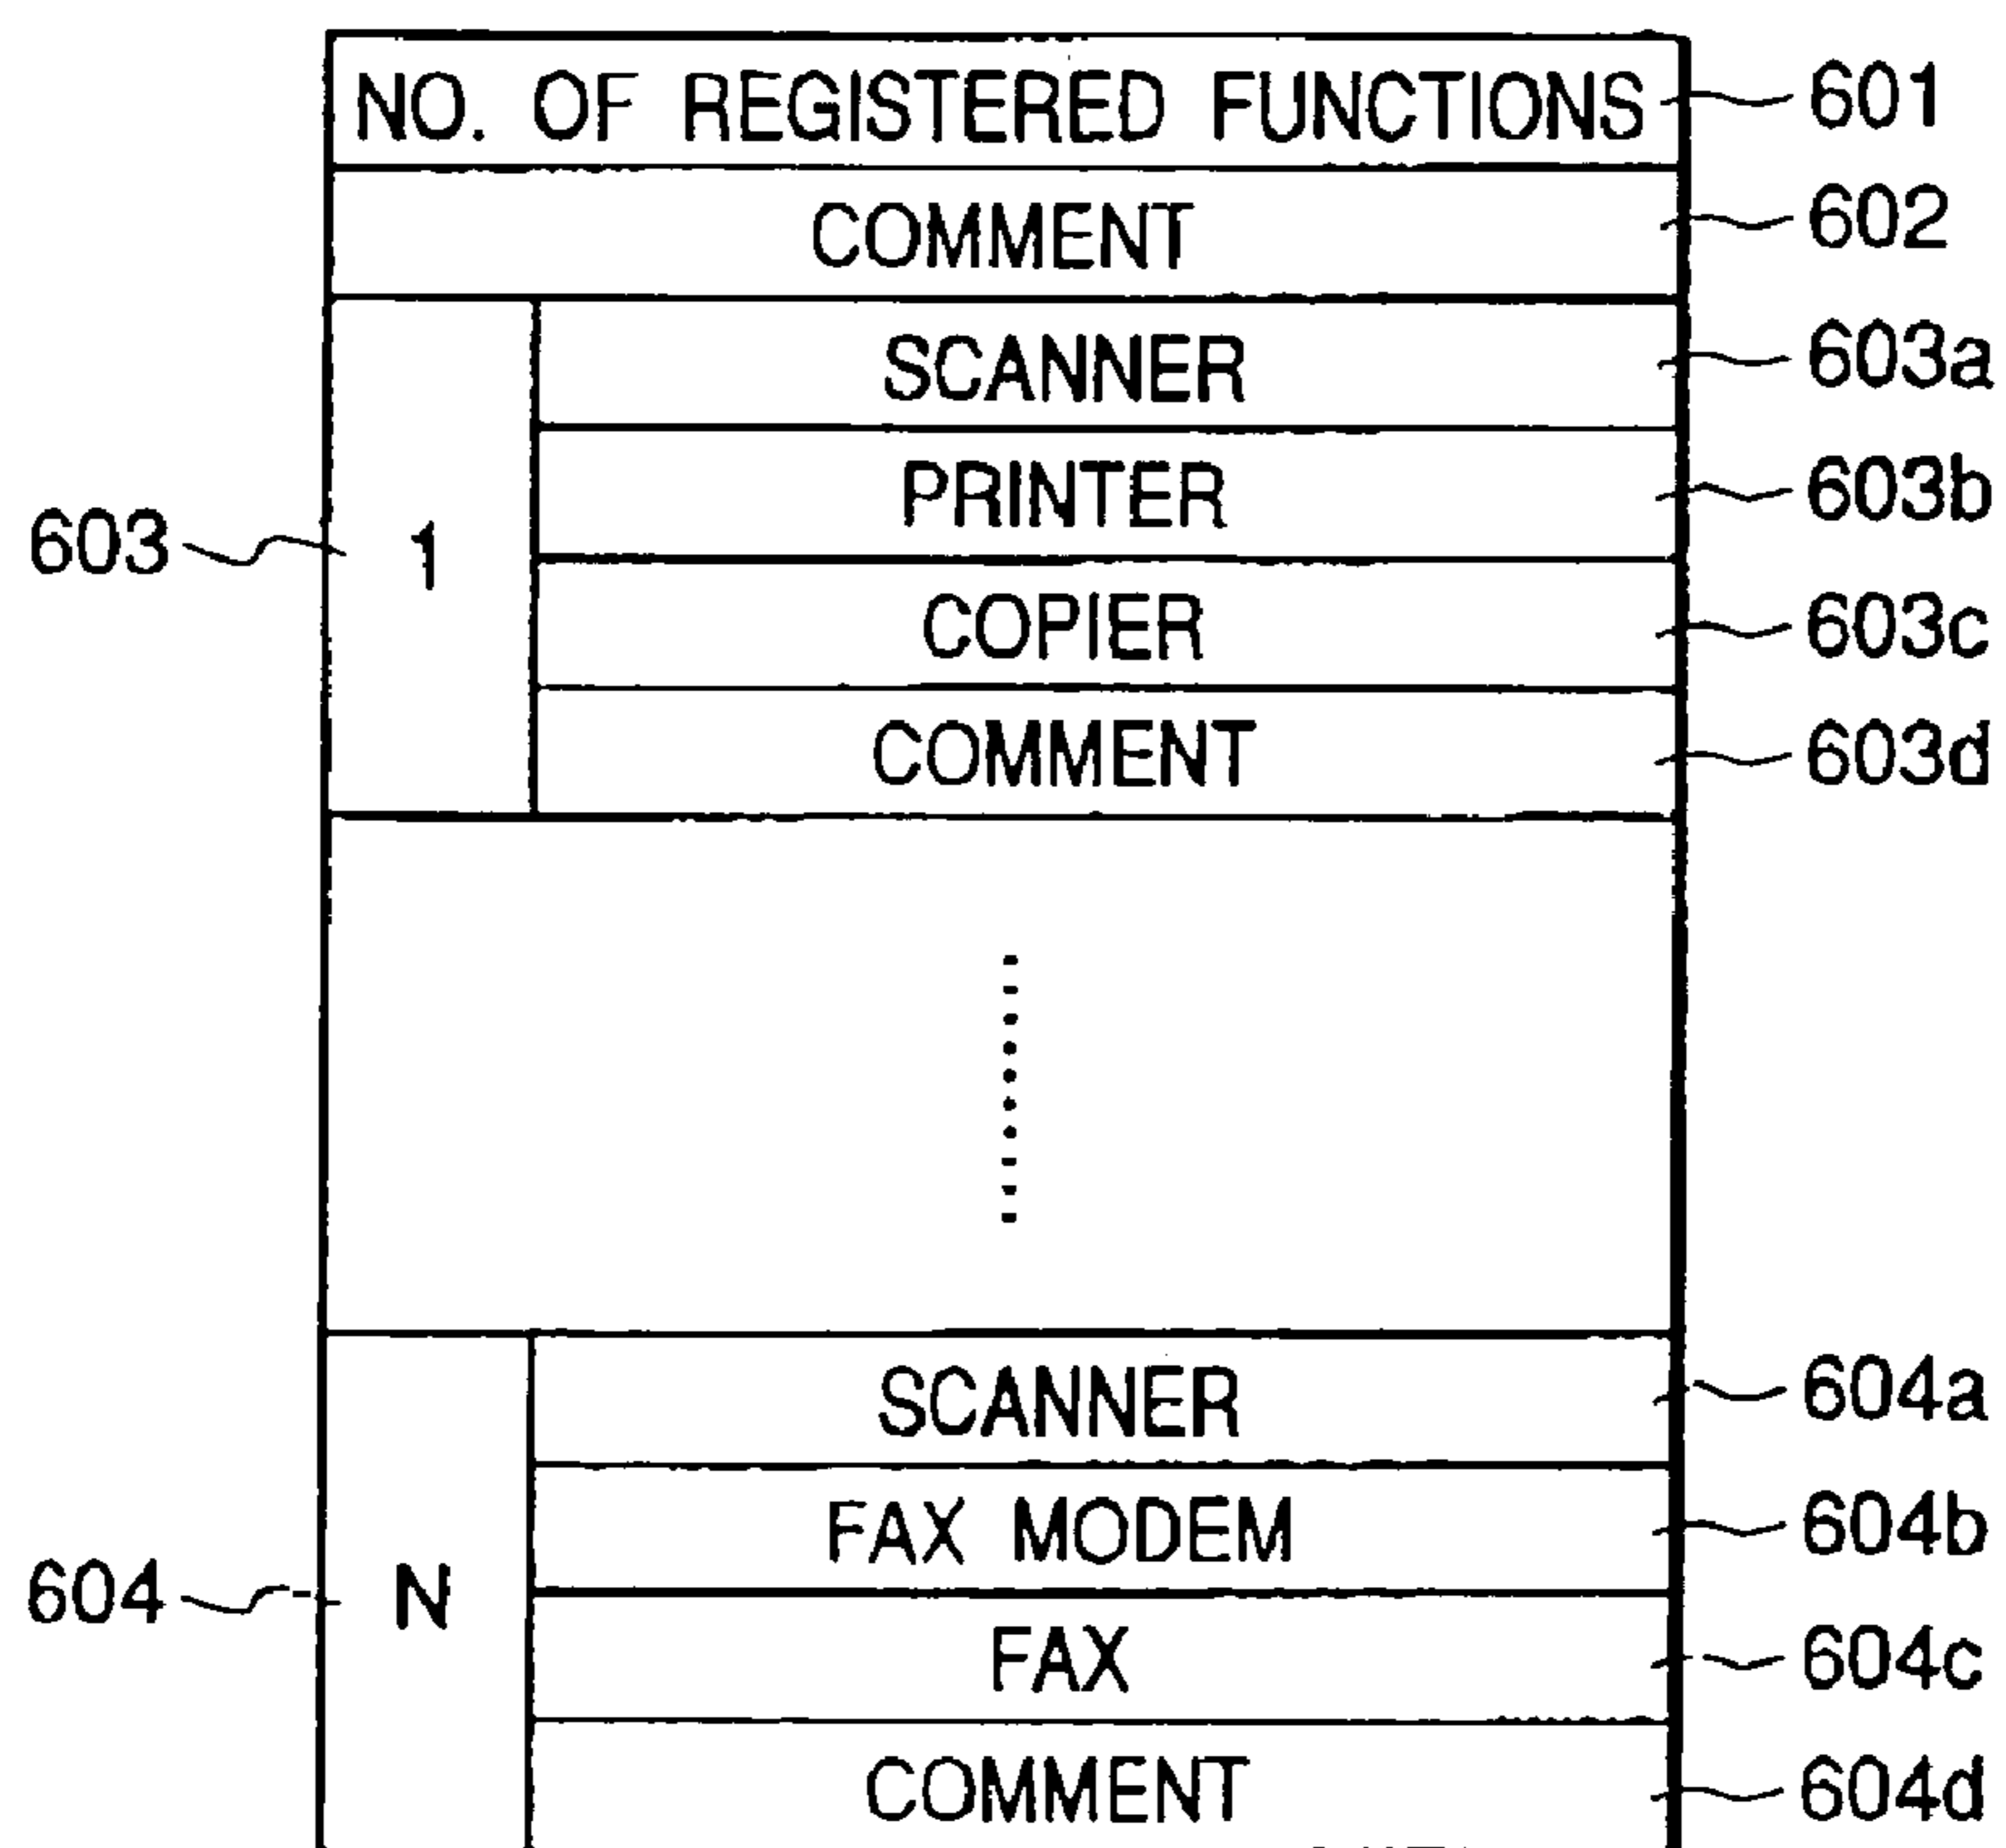 NO. OF REGISTERED FUNCTIONS 601
COMMENT 602
SCANNER 603a
PRINTER 603b
603 1
COPIER 603c
COMMENT 603d
SCANNER 604a
FAX MODEM 604b
604 N
FAX 604c
COMMENT 604d